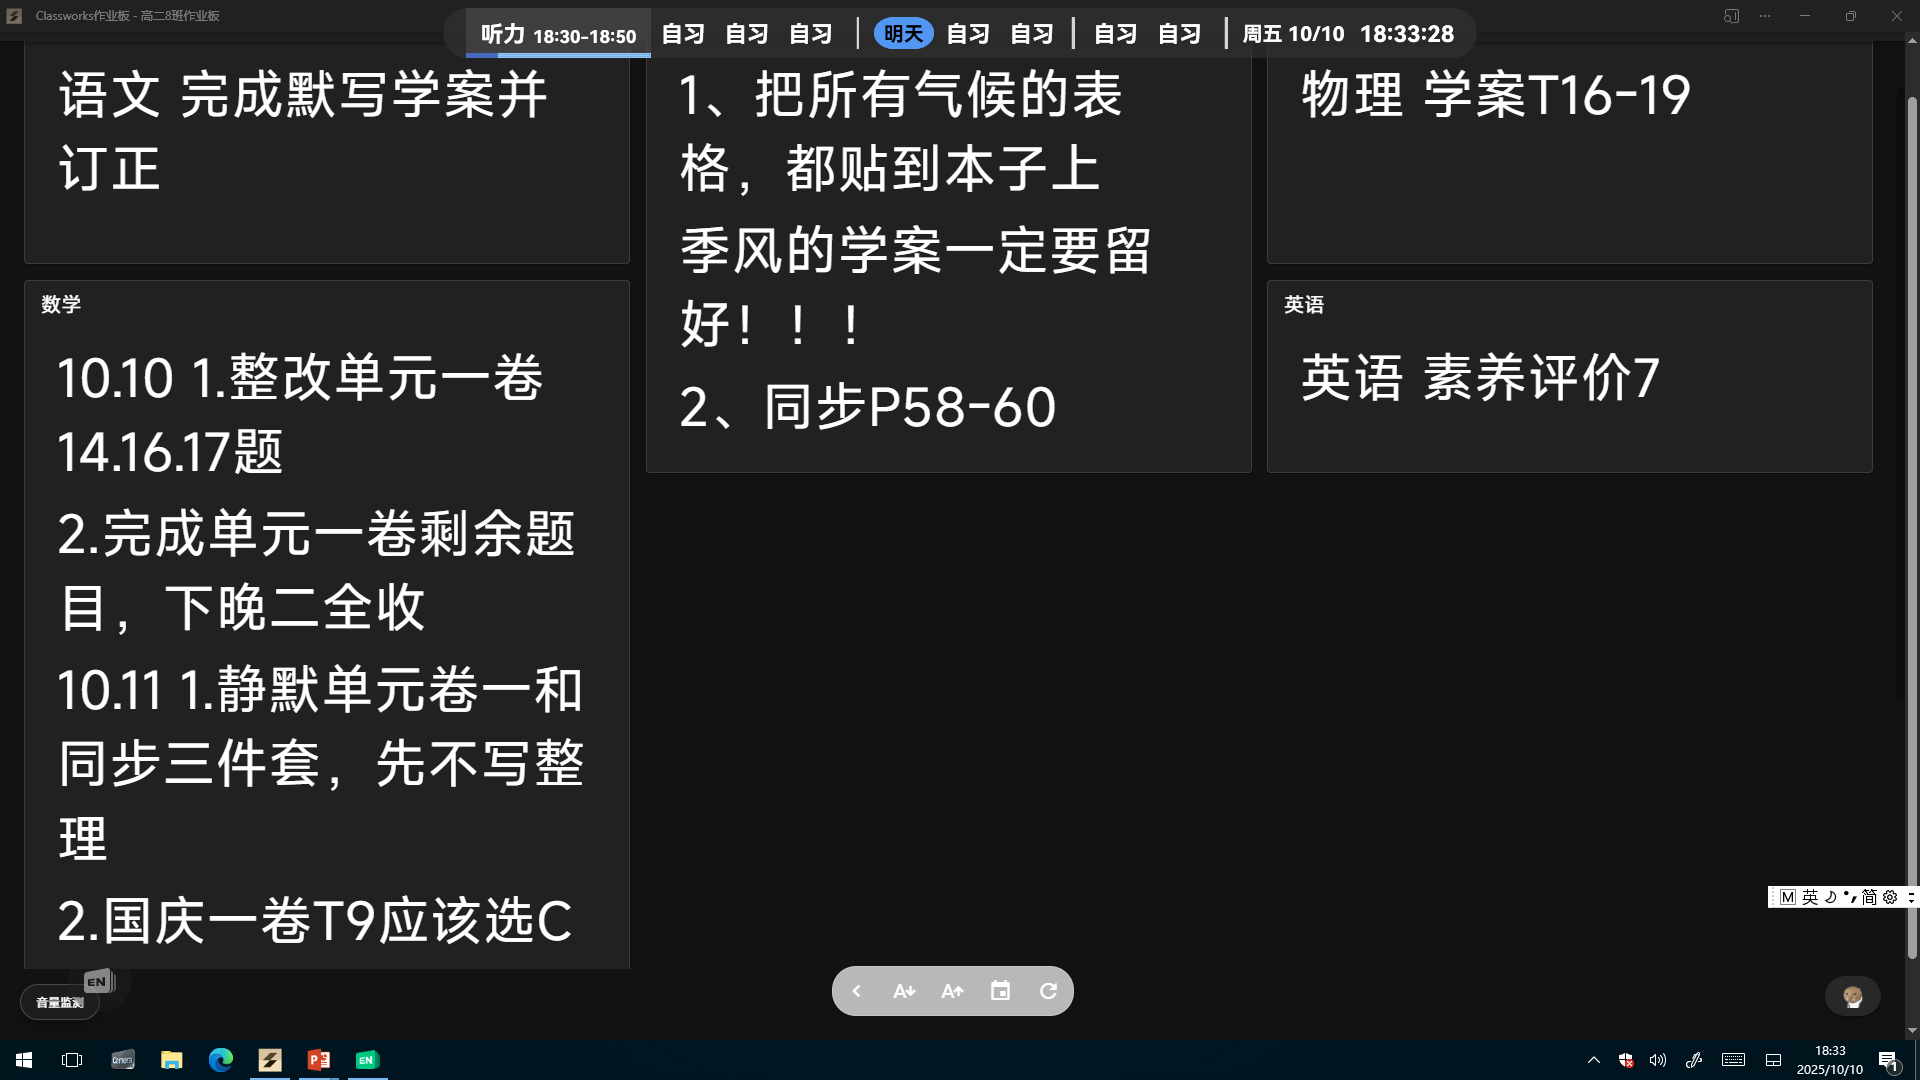 Classworks作业板 - 高二8班作业板
听力 18:30-18:50 自习 自习 自习 | 明天 自习 自习 | 自习 自习 | 周五 10/10 18:33:28
语文 完成默写学案并
订正
数学
10.10 1.整改单元一卷
14.16.17题
2.完成单元一卷剩余题
目，下晚二全收
10.11 1.静默单元卷一和
同步三件套，先不写整
理
2.国庆一卷T9应该选C
1、把所有气候的表
格，都贴到本子上
季风的学案一定要留
好！！！
2、同步P58-60
物理 学案T16-19
英语
英语 素养评价7
M 英 简
EN
音量监测
A A
EN
18:33
2025/10/10
1